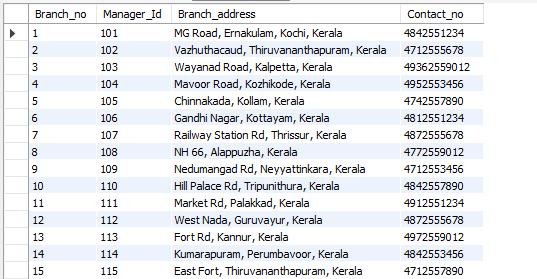 Branch_no Manager_Id Branch_address Contact_no
1 101 MG Road, Ernakulam, Kochi, Kerala 4842551234
2 102 Vazhuthacaud, Thiruvananthapuram, Kerala 4712555678
3 103 Wayanad Road, Kalpetta, Kerala 49362559012
4 104 Mavoor Road, Kozhikode, Kerala 4952553456
5 105 Chinnakada, Kollam, Kerala 4742557890
6 106 Gandhi Nagar, Kottayam, Kerala 4812551234
7 107 Railway Station Rd, Thrissur, Kerala 4872555678
8 108 NH 66, Alappuzha, Kerala 4772559012
9 109 Nedumangad Rd, Neyyattinkara, Kerala 4712553456
10 110 Hill Palace Rd, Tripunithura, Kerala 4842557890
11 111 Market Rd, Palakkad, Kerala 4912551234
12 112 West Nada, Guruvayur, Kerala 4872555678
13 113 Fort Rd, Kannur, Kerala 4972559012
14 114 Kumarapuram, Perumbavoor, Kerala 4842553456
15 115 East Fort, Thiruvananthapuram, Kerala 4712557890